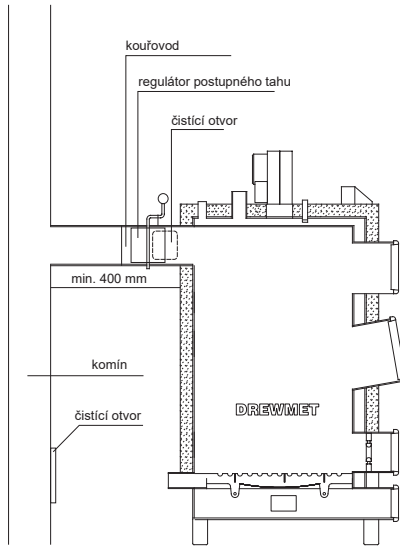 kouřovod
regulátor postupného tahu
čistící otvor
min. 400 mm
komín
DREWMET
čistící otvor